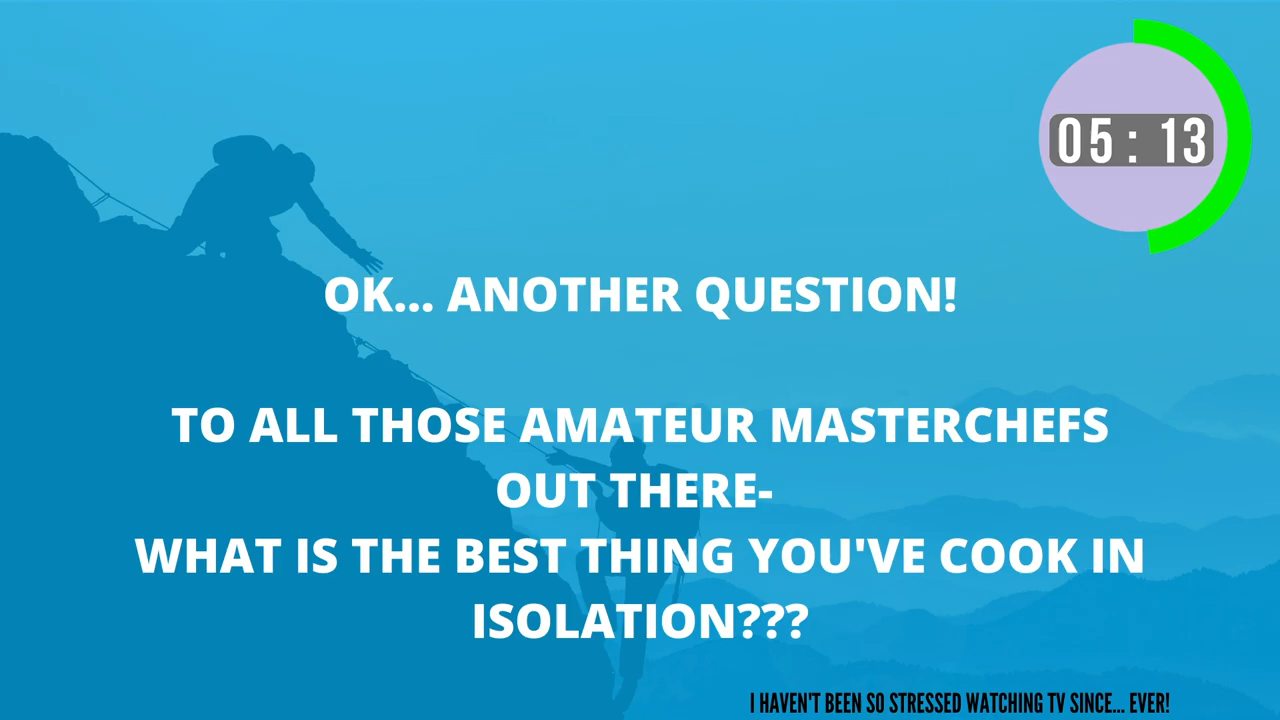 05 : 13
OK... ANOTHER QUESTION!
TO ALL THOSE AMATEUR MASTERCHEFS
OUT THERE-
WHAT IS THE BEST THING YOU'VE COOK IN
ISOLATION???
I HAVEN'T BEEN SO STRESSED WATCHING TV SINCE... EVER!